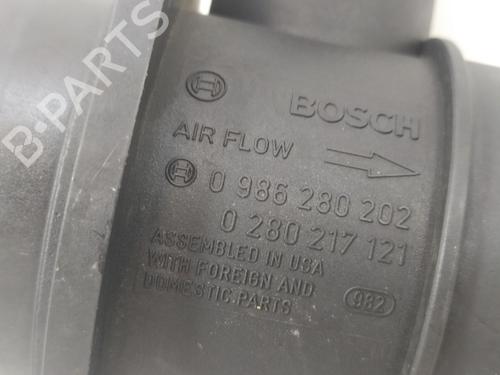 B-PARTS
BOSCH
AIR FLOW
0 986 280 202
0 280 217 121
ASSEMBLED IN USA
WITH FOREIGN AND
DOMESTIC.PARTS
982
B-PARTS